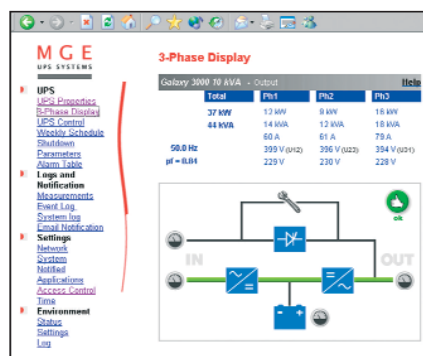 MGE
UPS SYSTEMS
UPS
UPS Properties
3-Phase Display
UPS Control
Weekly Schedule
Shutdown
Parameters
Alarm Table
Logs and
Notification
Measurements
Event Log
System log
Email Notification
Settings
Network
System
Notified
Applications
Access Control
Time
Environment
Status
Settings
Log
3-Phase Display
Galaxy 3000 10 kVA - Output Help
Total Ph1 Ph2 Ph3
37 kW 12 kW 9 kW 16 kW
44 kVA 14 kVA 12 kVA 18 kVA
60 A 61 A 79 A
50.0 Hz 399 V (U12) 396 V (U23) 394 V (U31)
pf = 0.84 229 V 230 V 228 V
ok
IN OUT